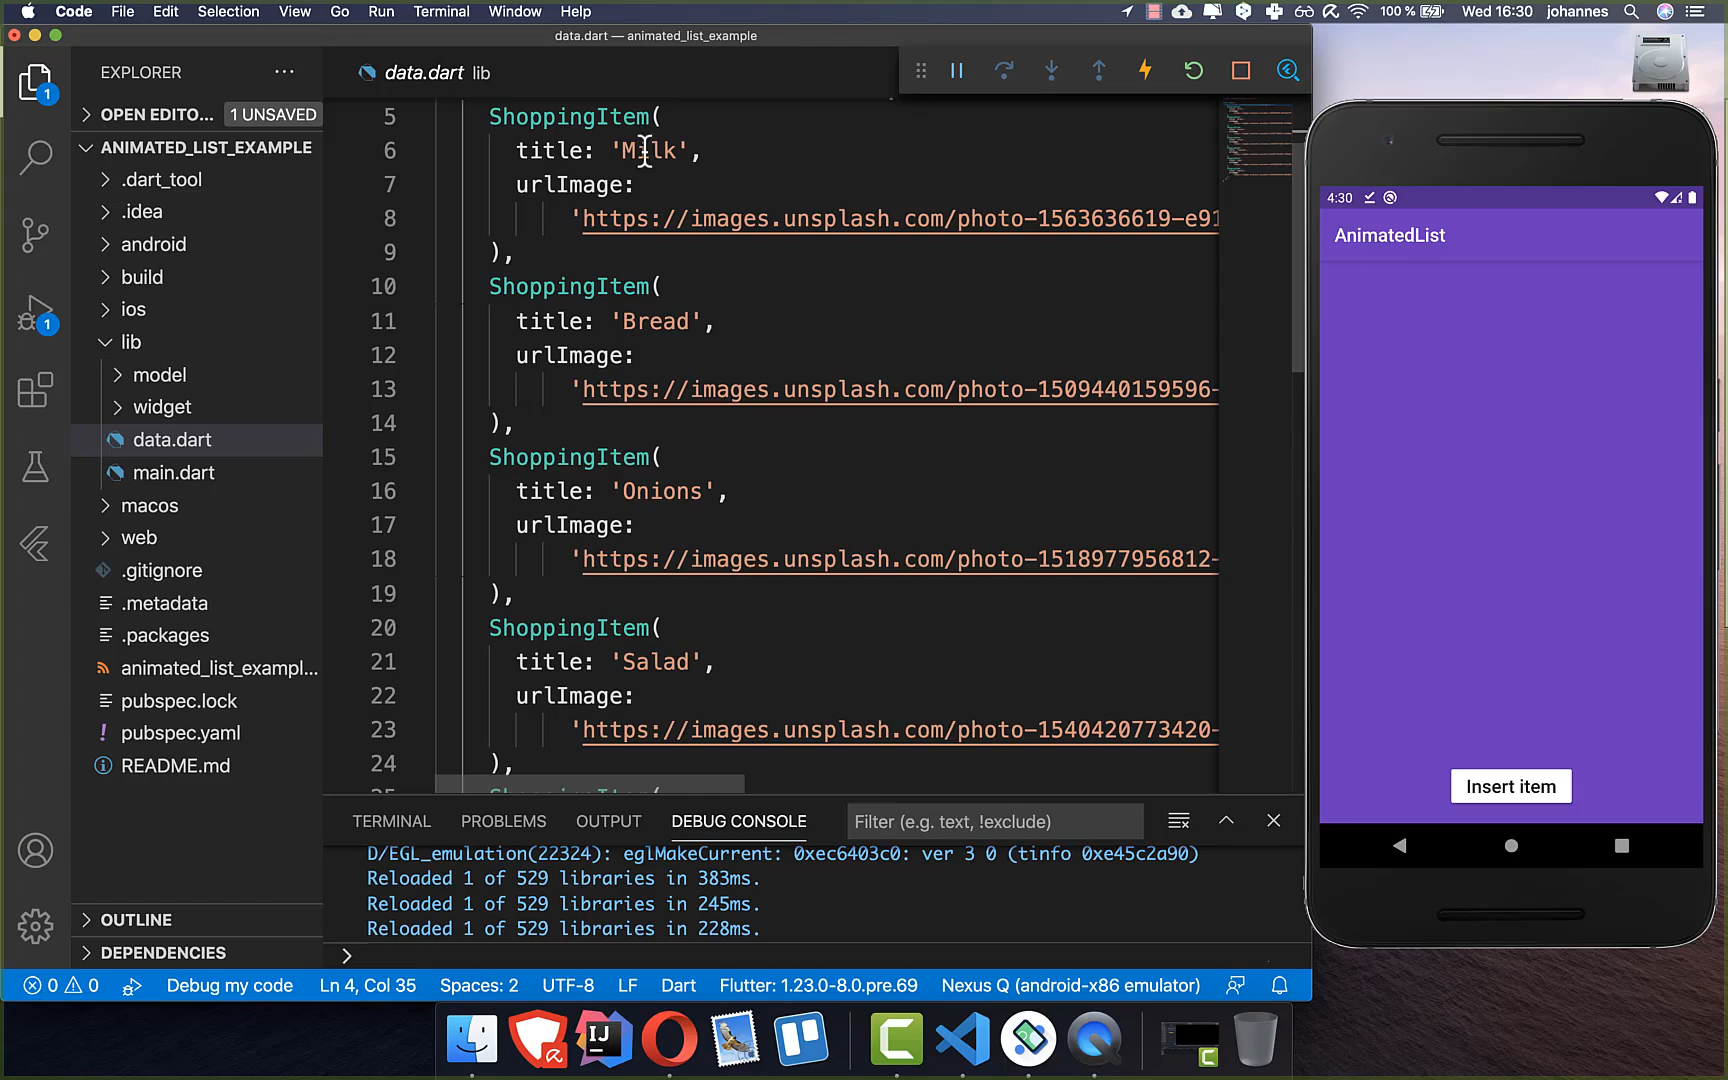 Code File Edit Selection View Go Run Terminal Window Help 100 % Wed 16:30 johannes
data.dart — animated_list_example
EXPLORER
1
OPEN EDITO... 1 UNSAVED
ANIMATED_LIST_EXAMPLE
.dart_tool
.idea
android
build
ios
1
lib
model
widget
data.dart
main.dart
macos
web
.gitignore
.metadata
.packages
animated_list_exampl...
pubspec.lock
! pubspec.yaml
README.md
OUTLINE
DEPENDENCIES
data.dart lib
5 ShoppingItem(
6 title: 'Milk',
7 urlImage:
8 'https://images.unsplash.com/photo-1563636619-e91
9 ),
10 ShoppingItem(
11 title: 'Bread',
12 urlImage:
13 'https://images.unsplash.com/photo-1509440159596-
14 ),
15 ShoppingItem(
16 title: 'Onions',
17 urlImage:
18 'https://images.unsplash.com/photo-1518977956812-
19 ),
20 ShoppingItem(
21 title: 'Salad',
22 urlImage:
23 'https://images.unsplash.com/photo-1540420773420-
24 ),
TERMINAL PROBLEMS OUTPUT DEBUG CONSOLE Filter (e.g. text, !exclude)
D/EGL_emulation(22324): eglMakeCurrent: 0xec6403c0: ver 3 0 (tinfo 0xe45c2a90)
Reloaded 1 of 529 libraries in 383ms.
Reloaded 1 of 529 libraries in 245ms.
Reloaded 1 of 529 libraries in 228ms.
0 0 Debug my code Ln 4, Col 35 Spaces: 2 UTF-8 LF Dart Flutter: 1.23.0-8.0.pre.69 Nexus Q (android-x86 emulator)
4:30
AnimatedList
Insert item
IJ